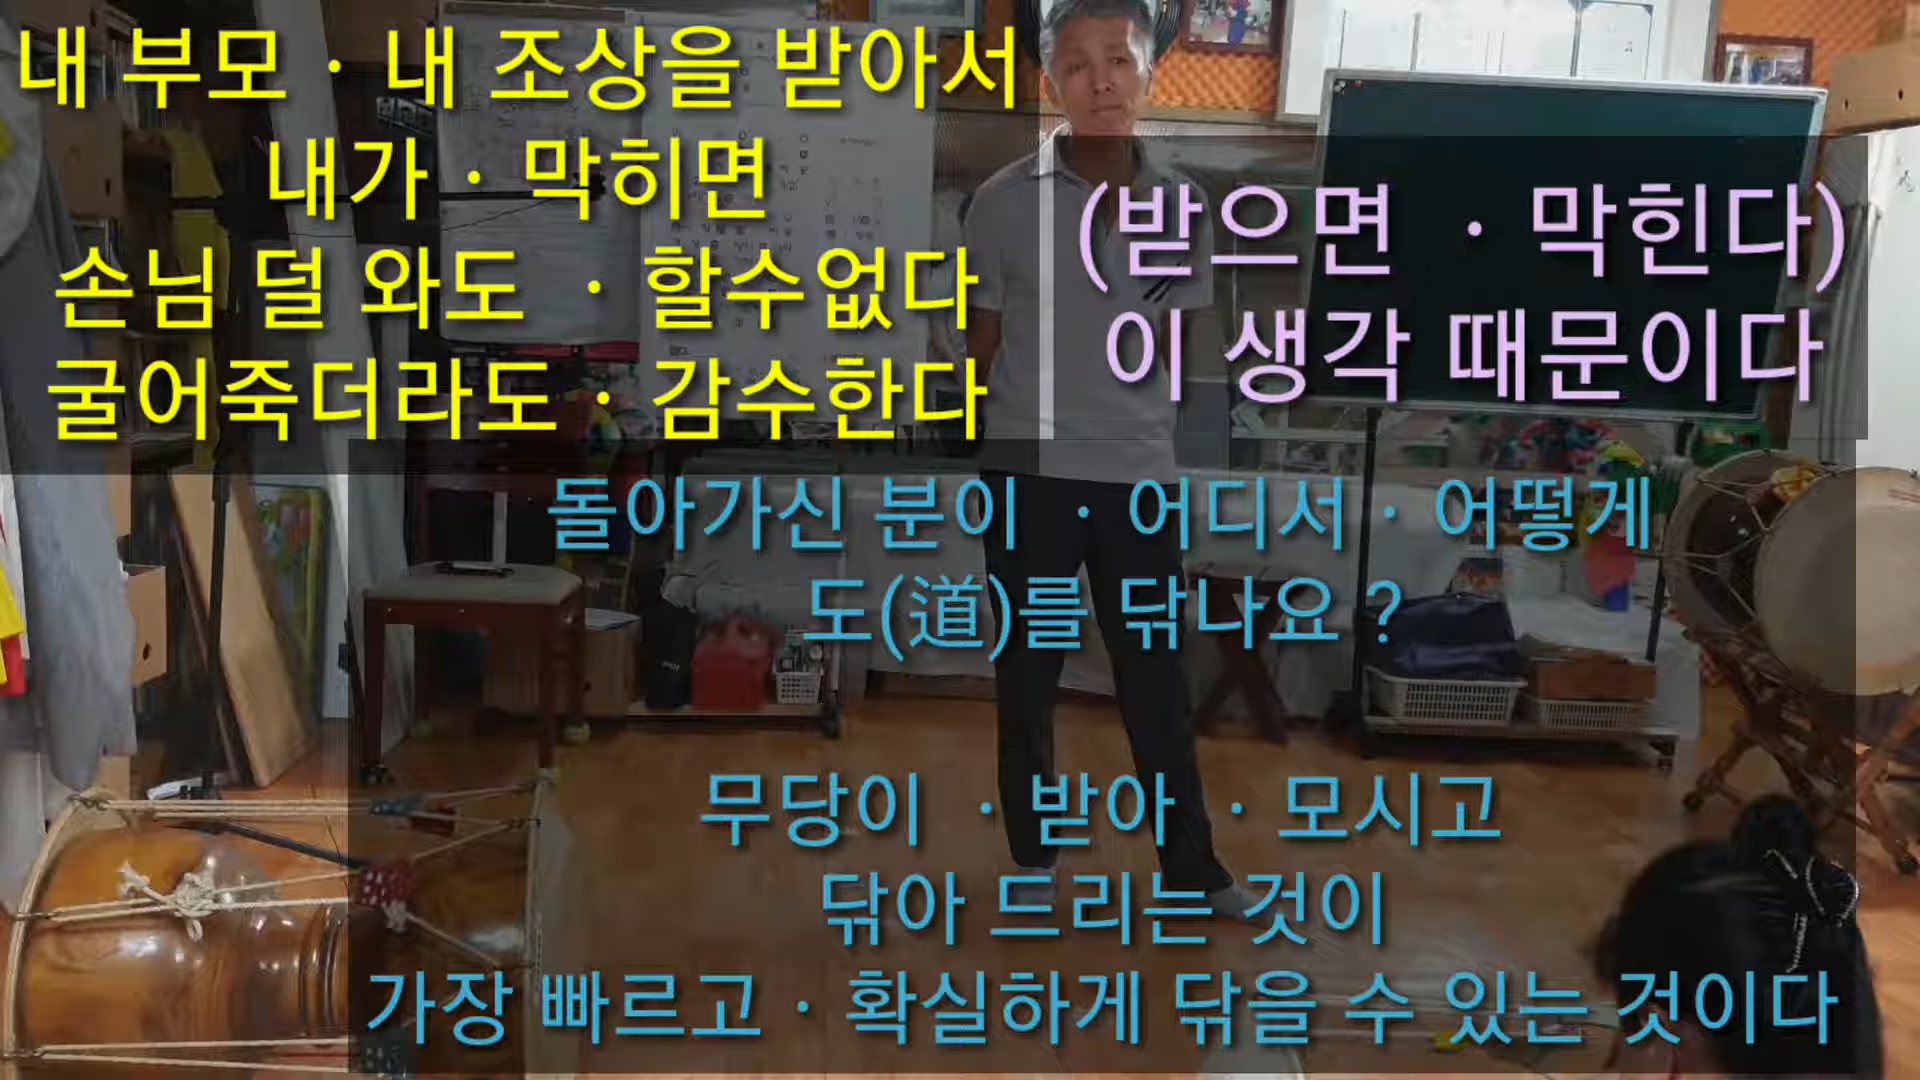 내 부모 · 내 조상을 받아서
내가 · 막히면
손님 덜 와도 · 할수없다
굴어죽더라도 · 감수한다
(받으면 · 막힌다)
이 생각 때문이다
돌아가신 분이 · 어디서 · 어떻게
도(道)를 닦나요 ?
무당이 · 받아 · 모시고
닦아 드리는 것이
가장 빠르고 · 확실하게 닦을 수 있는 것이다